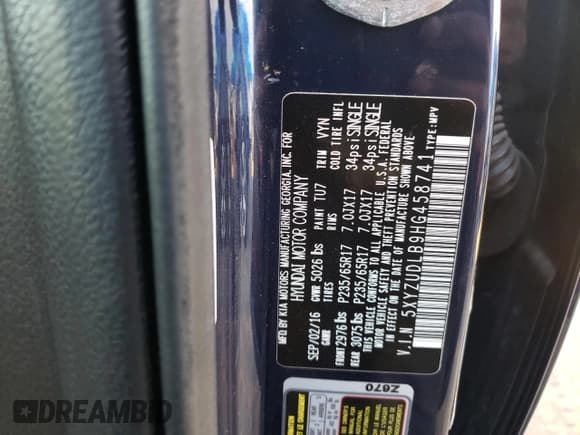 MFD. BY KIA MOTORS MANUFACTURING GEORGIA, INC. FOR
HYUNDAI MOTOR COMPANY
SEP/02/16 GVWR 5026 lbs PAINT TU7 TRIM VYN
GAWR TIRES RIMS COLD TIRE INFL
FRONT 2976 lbs P235/65R17 7.0JX17 34psi SINGLE
REAR 3075 lbs P235/65R17 7.0JX17 34psi SINGLE
THIS VEHICLE CONFORMS TO ALL APPLICABLE U.S.A. FEDERAL
MOTOR VEHICLE SAFETY AND THEFT PREVENTION STANDARDS
IN EFFECT ON THE DATE OF MANUFACTURE SHOWN ABOVE.
V.I.N 5XYZUDLB9HG458741 TYPE:MPV
Z670
DREAMBID